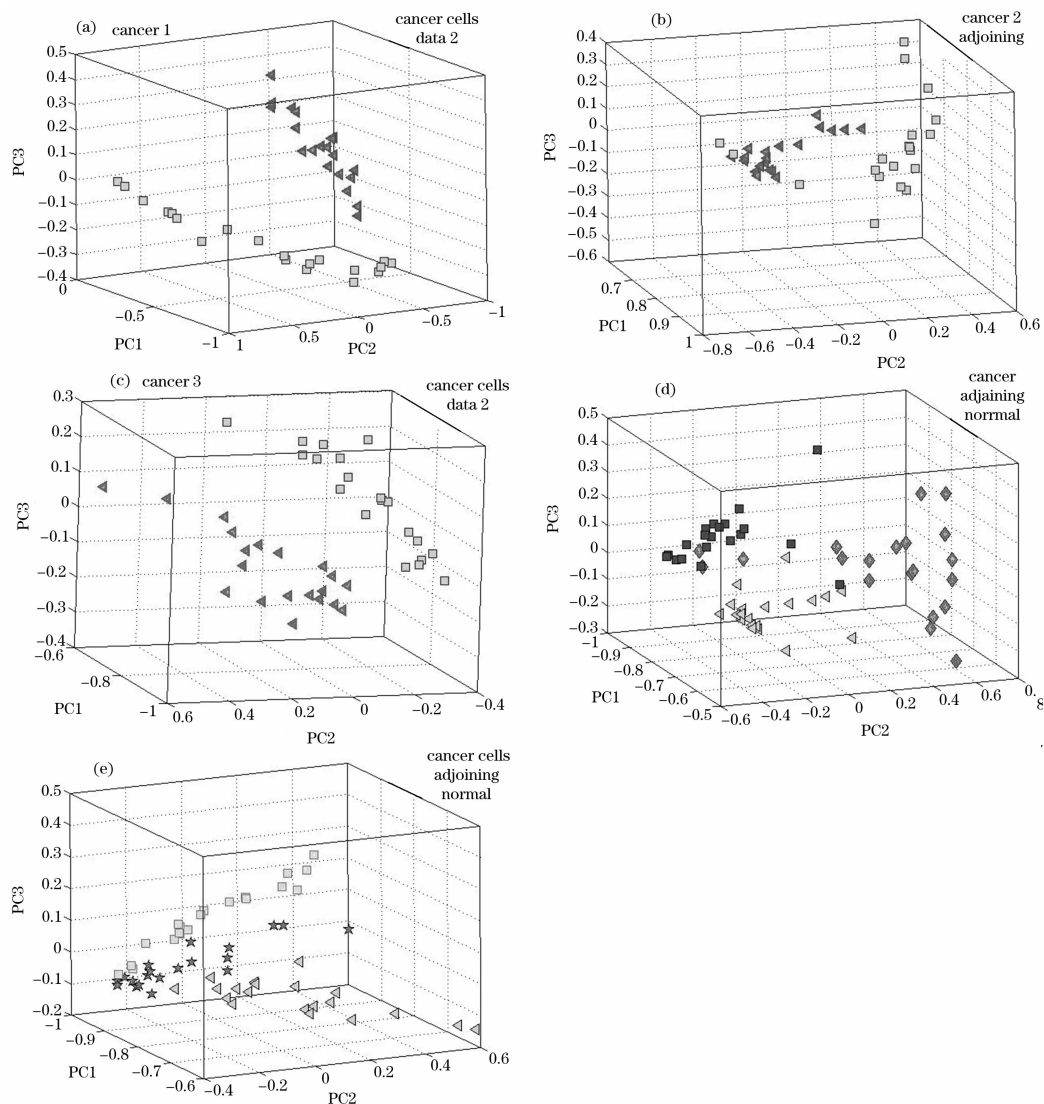 (a)
cancer 1
cancer cells
data 2
0.5
0.4
0.3
0.2
0.1
0
−0.1
−0.2
−0.3
−0.4
PC3
0
−0.5
−1
PC1
1
0.5
0
−0.5
−1
PC2
(b)
cancer 2
adjoining
0.4
0.3
0.2
0.1
0
−0.1
−0.2
−0.3
−0.4
−0.5
−0.6
PC3
0.7
0.8
0.9
1
PC1
−0.8
−0.6
−0.4
−0.2
0
0.2
0.4
0.6
PC2
(c)
cancer 3
cancer cells
data 2
0.3
0.2
0.1
0
−0.1
−0.2
−0.3
−0.4
PC3
−0.6
−0.8
−1
PC1
0.6
0.4
0.2
0
−0.2
−0.4
PC2
(d)
cancer
adjaining
norrmal
0.5
0.4
0.3
0.2
0.1
0
−0.1
−0.2
−0.3
PC3
−1
−0.9
−0.8
−0.7
−0.6
−0.5
PC1
−0.6
−0.4
−0.2
0
0.2
0.4
0.6
0.
8
PC2
(e)
cancer cells
adjoining
normal
0.5
0.4
0.3
0.2
0.1
0
−0.1
−0.2
PC3
−1
−0.9
−0.8
−0.7
−0.6
PC1
−0.4
−0.2
0
0.2
0.4
0.6
PC2